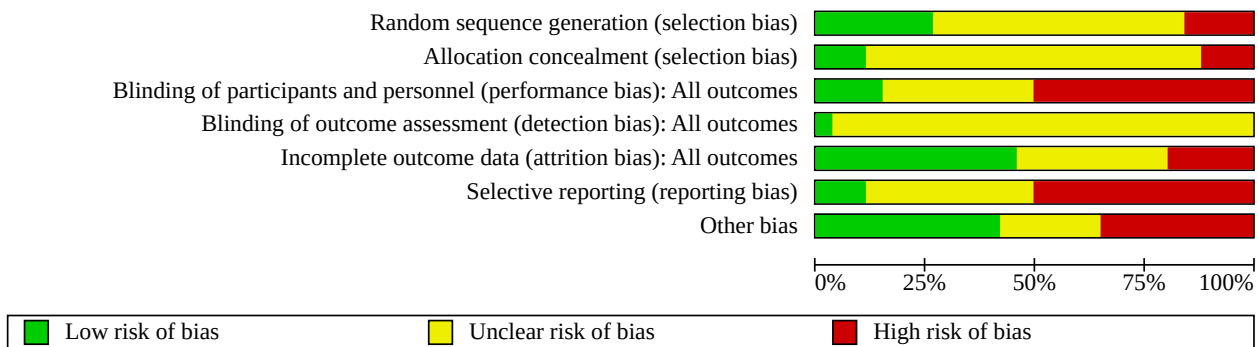 Random sequence generation (selection bias)
Allocation concealment (selection bias)
Blinding of participants and personnel (performance bias): All outcomes
Blinding of outcome assessment (detection bias): All outcomes
Incomplete outcome data (attrition bias): All outcomes
Selective reporting (reporting bias)
Other bias
0% 25% 50% 75% 100%
Low risk of bias Unclear risk of bias High risk of bias